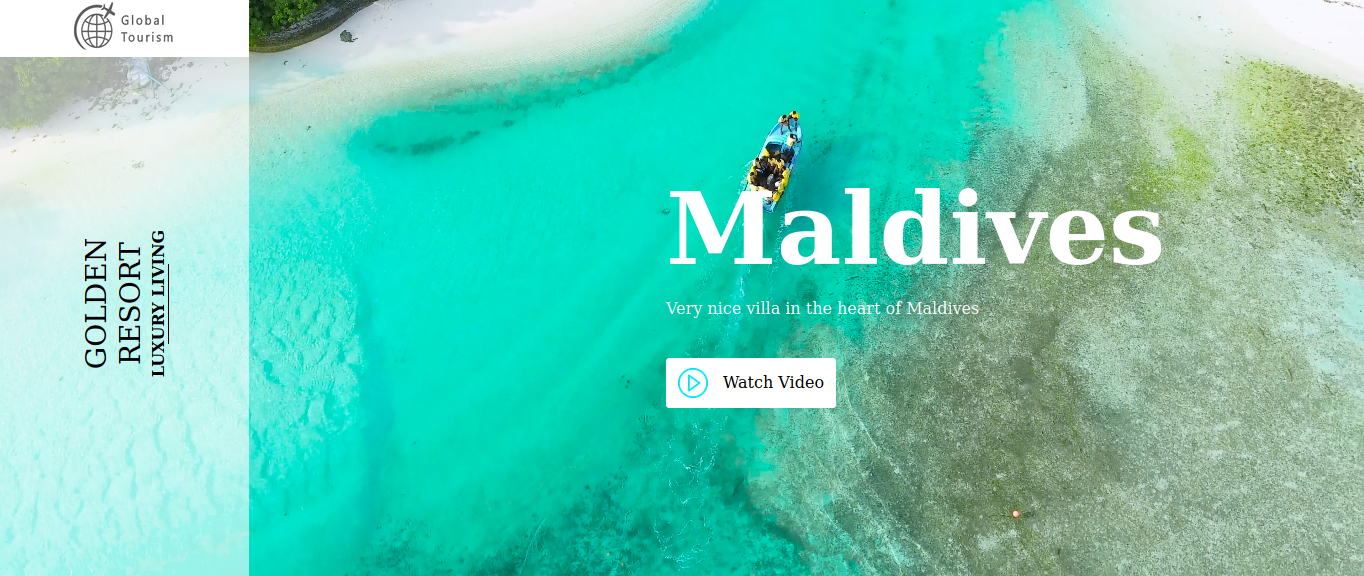 Global
Tourism
GOLDEN
RESORT
LUXURY LIVING
Maldives
Very nice villa in the heart of Maldives
Watch Video